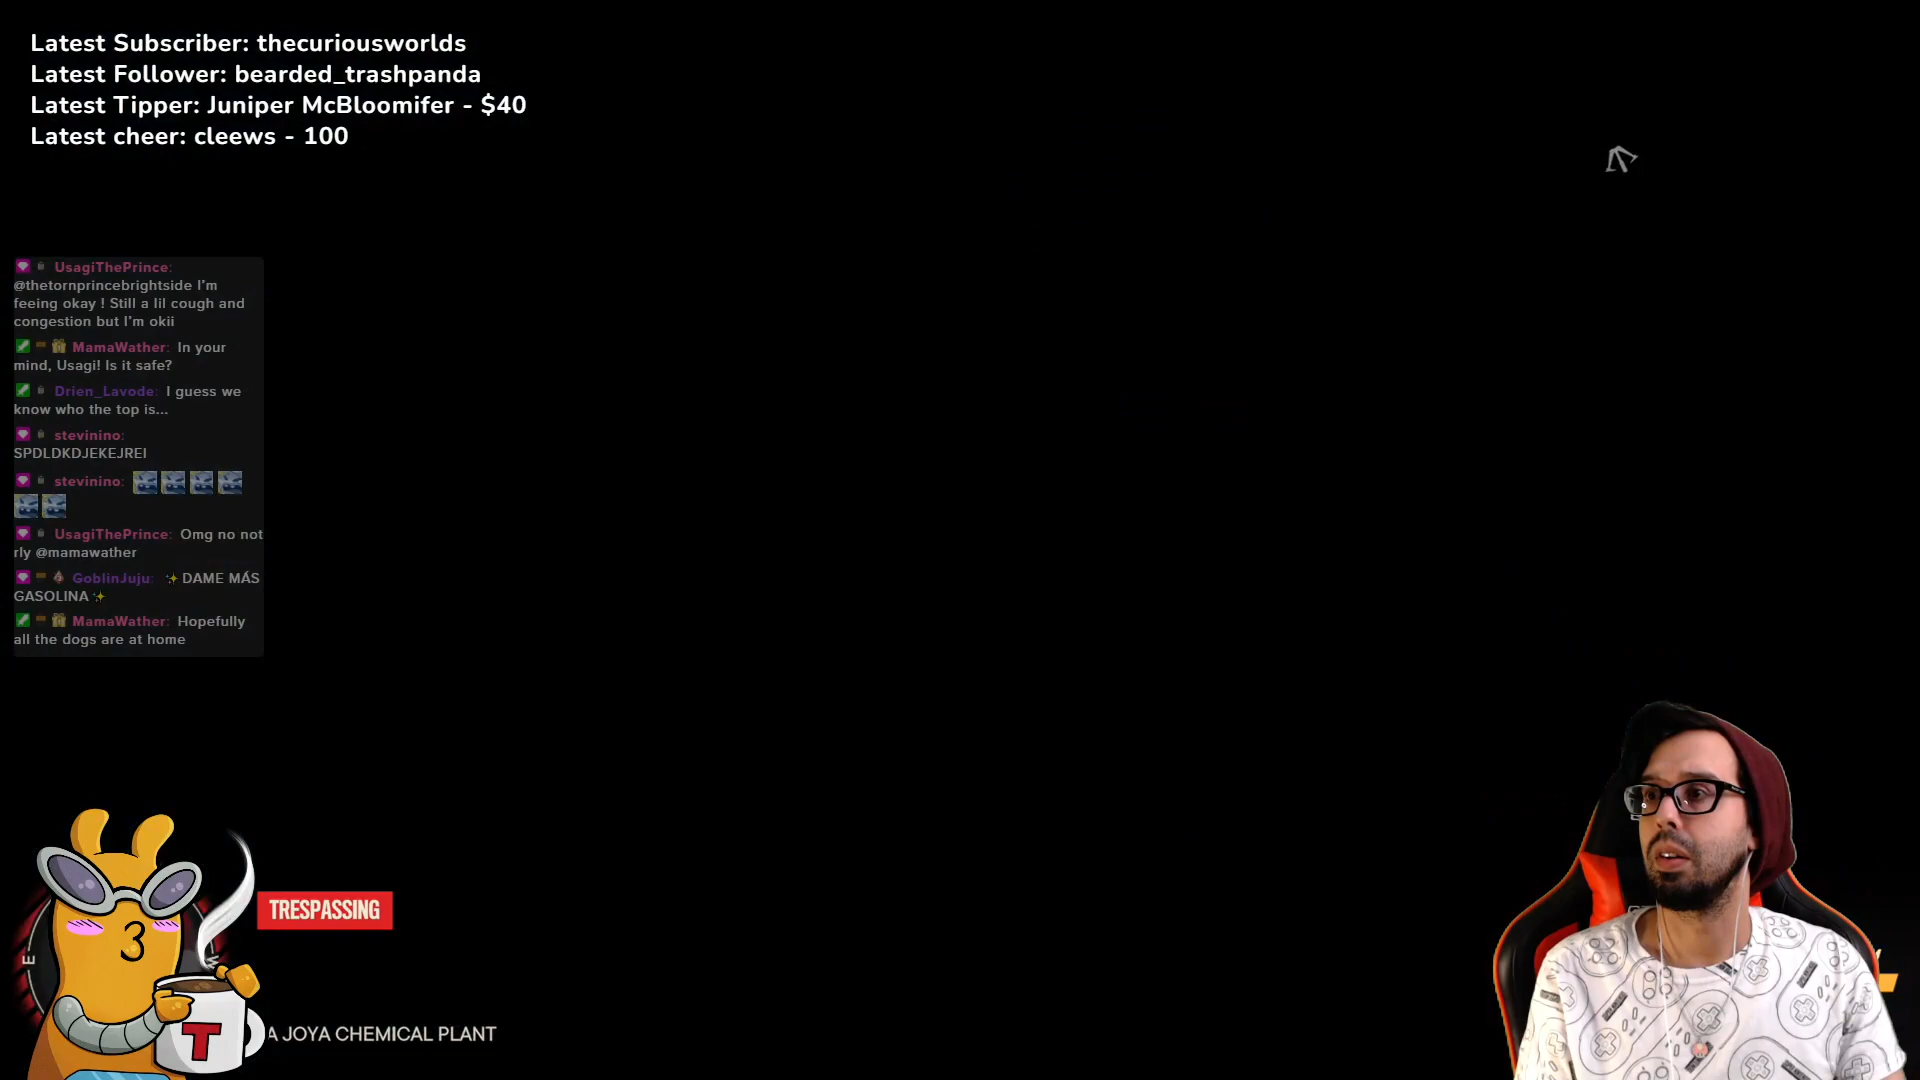 Latest Subscriber: thecuriousworlds
Latest Follower: bearded_trashpanda
Latest Tipper: Juniper McBloomifer - $40
Latest cheer: cleews - 100
UsagiThePrince:
@thetornprincebrightside I'm
feeing okay ! Still a lil cough and
congestion but I'm okii
MamaWather: In your
mind, Usagi! Is it safe?
Drien_Lavode: I guess we
know who the top is...
stevinino:
SPDLDKDJEKEJREI
stevinino:
UsagiThePrince: Omg no not
rly @mamawather
GoblinJuju: ✨DAME MÁS
GASOLINA✨
MamaWather: Hopefully
all the dogs are at home
TRESPASSING
E
W
T
A JOYA CHEMICAL PLANT